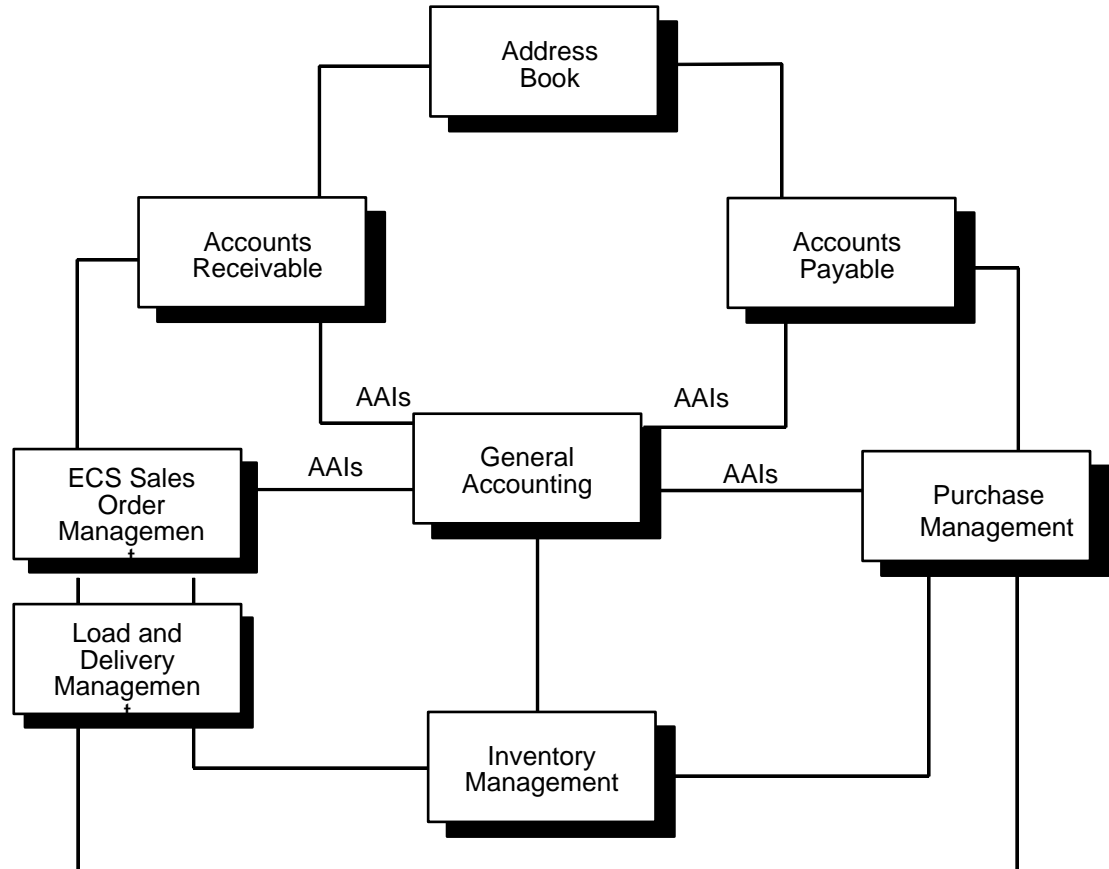 Address
Book
Accounts
Receivable
Accounts
Payable
AAIs
AAIs
General
Accounting
AAIs
AAIs
ECS Sales
Order
Managemen
t
Purchase
Management
Load and
Delivery
Managemen
t
Inventory
Management